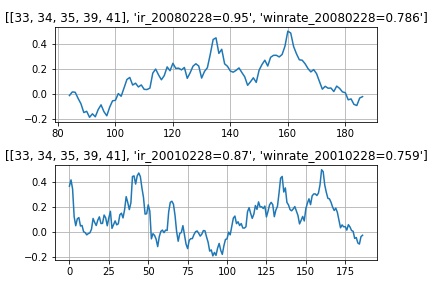 [[33, 34, 35, 39, 41], 'ir_20080228=0.95', 'winrate_20080228=0.786']
0.4
0.2
0.0
−0.2
80 100 120 140 160 180
[[33, 34, 35, 39, 41], 'ir_20010228=0.87', 'winrate_20010228=0.759']
0.4
0.2
0.0
−0.2
0 25 50 75 100 125 150 175